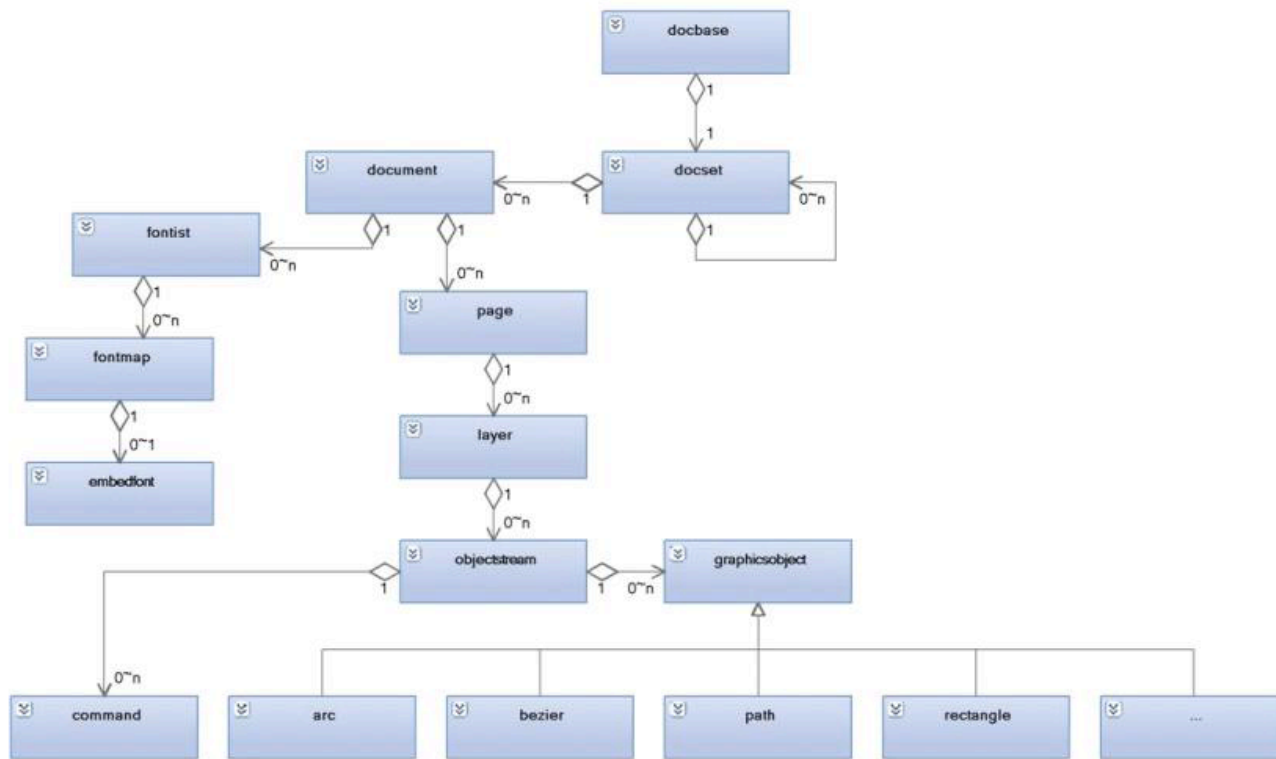 docbase
1
1
document
docset
0~n
1
0~n
1
1
1
fontist
0~n
0~n
1
page
0~n
fontmap
1
0~n
1
layer
0~1
embedfont
1
0~n
objectstream
graphicsobject
1
1
0~n
0~n
command
arc
bezier
path
rectangle
...